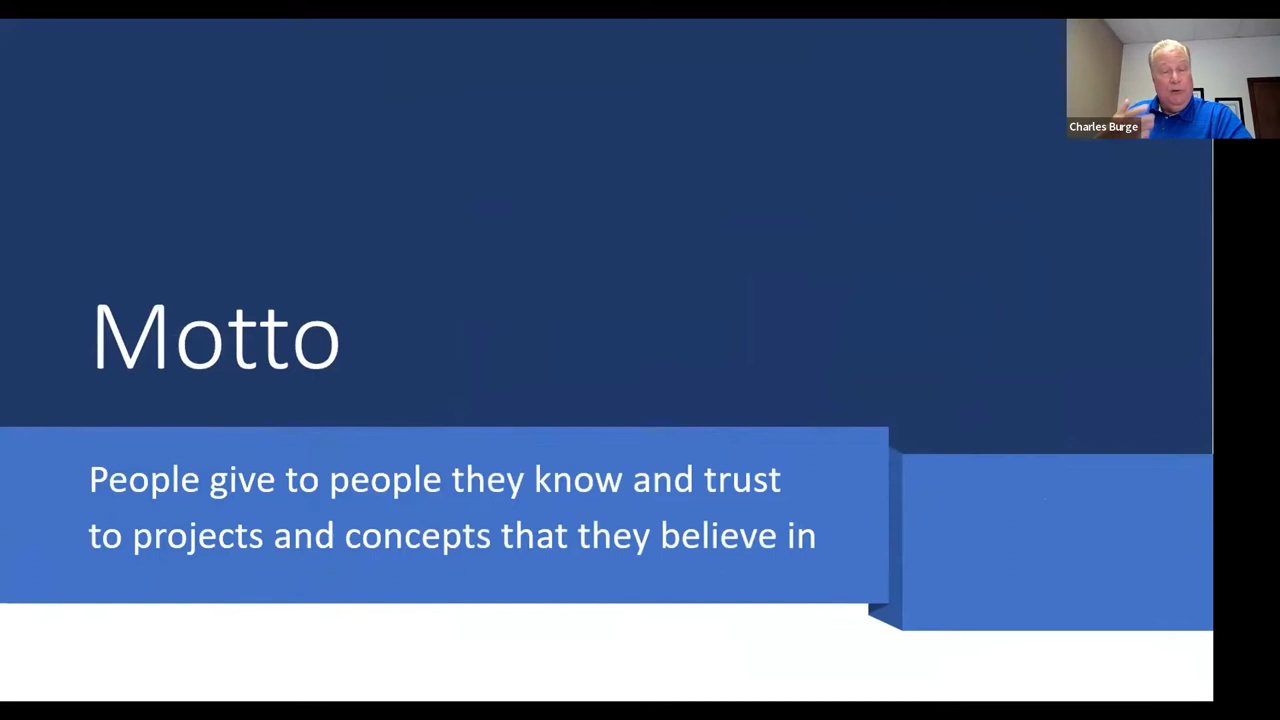 Charles Burge
Motto
People give to people they know and trust
to projects and concepts that they believe in